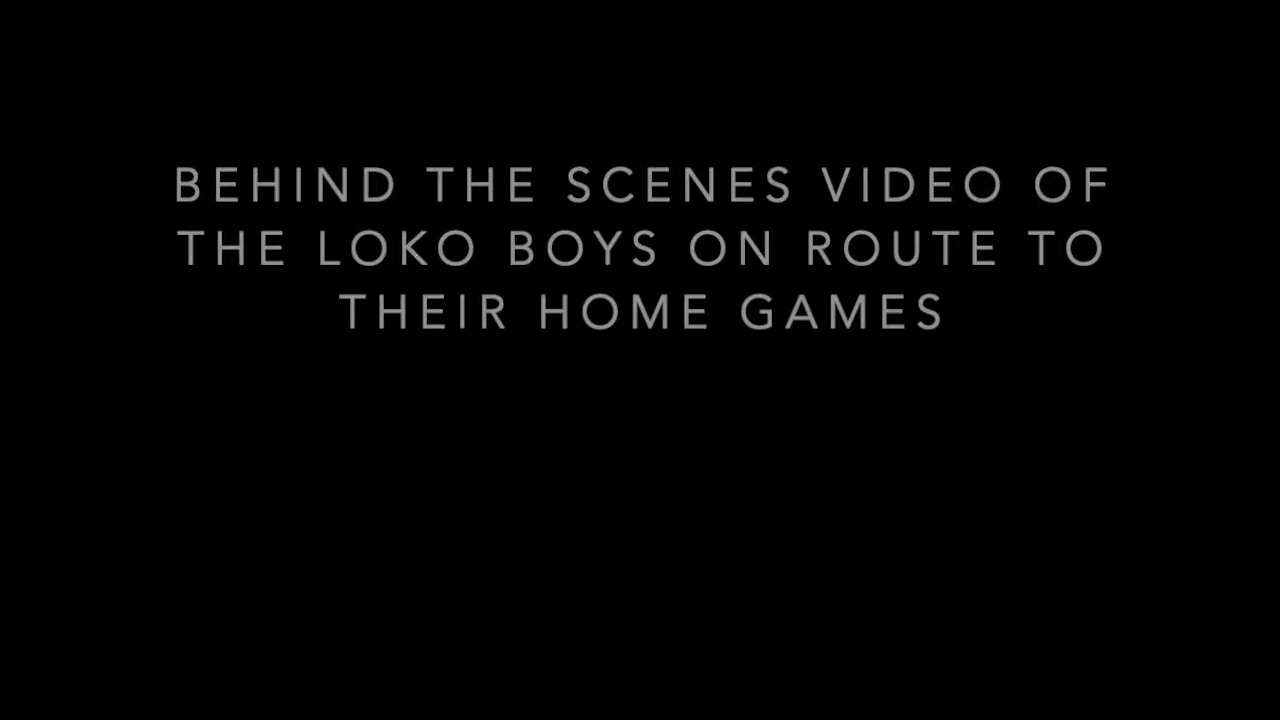 BEHIND THE SCENES VIDEO OF
THE LOKO BOYS ON ROUTE TO
THEIR HOME GAMES